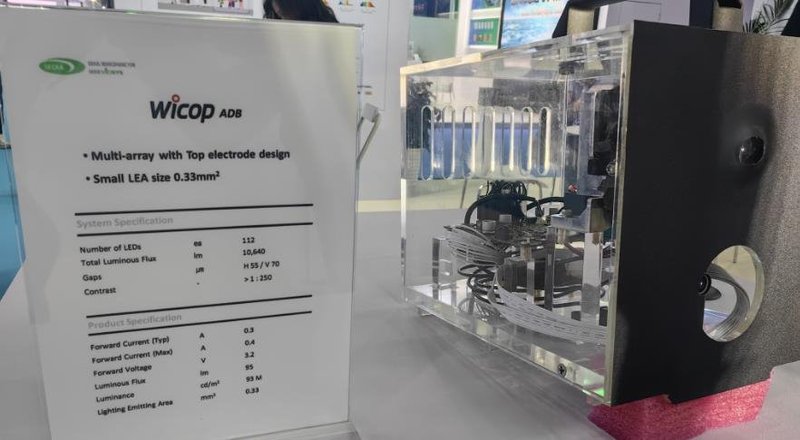 Wicop ADB
• Multi-array with Top electrode design
• Small LEA size 0.33mm²
System Specification
Number of LEDs ea 112
Total Luminous Flux lm 10,640
Gaps ㎛ H 55 / V 70
Contrast - > 1 : 250
Product Specification
Forward Current (Typ) A 0.3
Forward Current (Max) A 0.4
Forward Voltage V 3.2
Luminous Flux lm 95
Luminance cd/m² 93 M
Lighting Emitting Area mm² 0.33